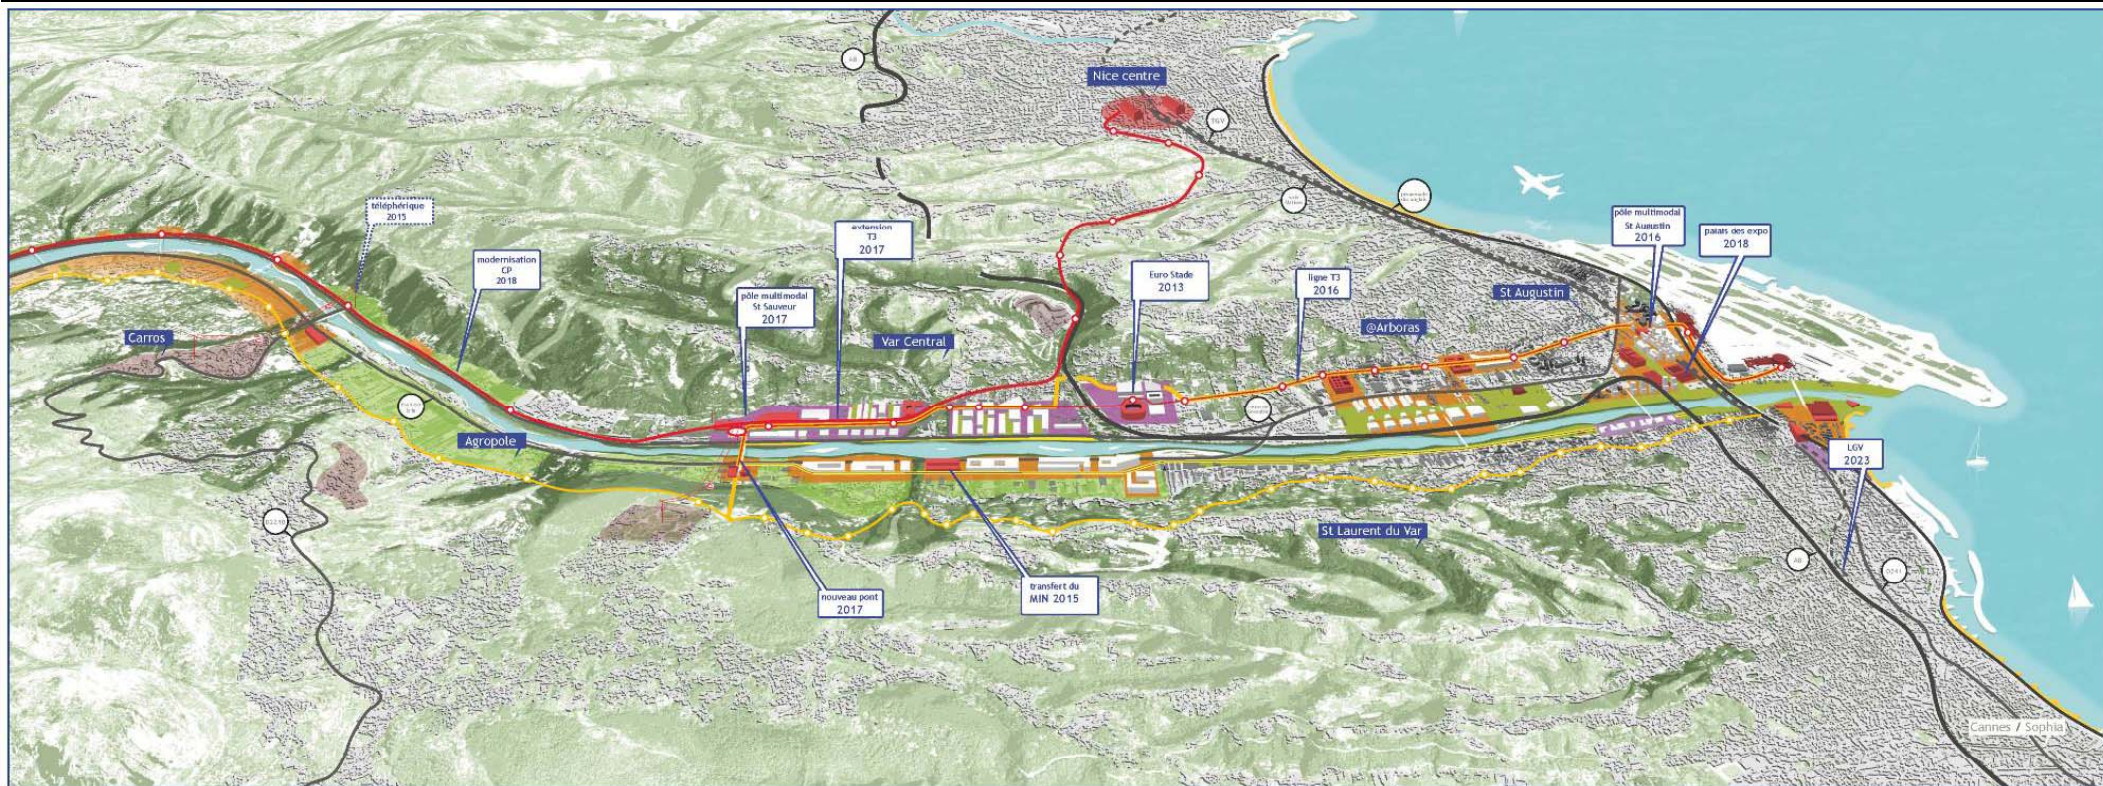 Nice centre
A8
TGV
téléphérique
2015
pôle multimodal
St Augustin
2016
palais des expo
2018
extension
T3
2017
modernisation
CP
2018
Euro Stade
2013
ligne T3
2016
St Augustin
pôle multimodal
St Sauveur
2017
@Arboras
Carros
Var Central
Agropole
LGV
2023
St Laurent du Var
A8
nouveau pont
2017
transfert du
MIN 2015
Cannes / Sophia